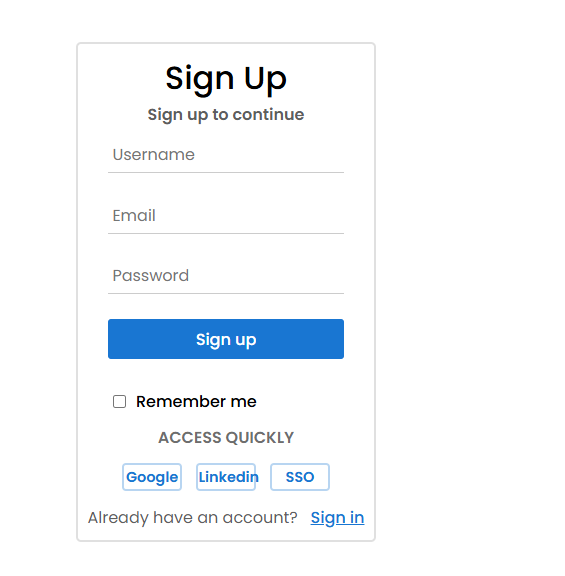 Sign Up
Sign up to continue
Username
Email
Password
Sign up
Remember me
ACCESS QUICKLY
Google Linkedin SSO
Already have an account? Sign in